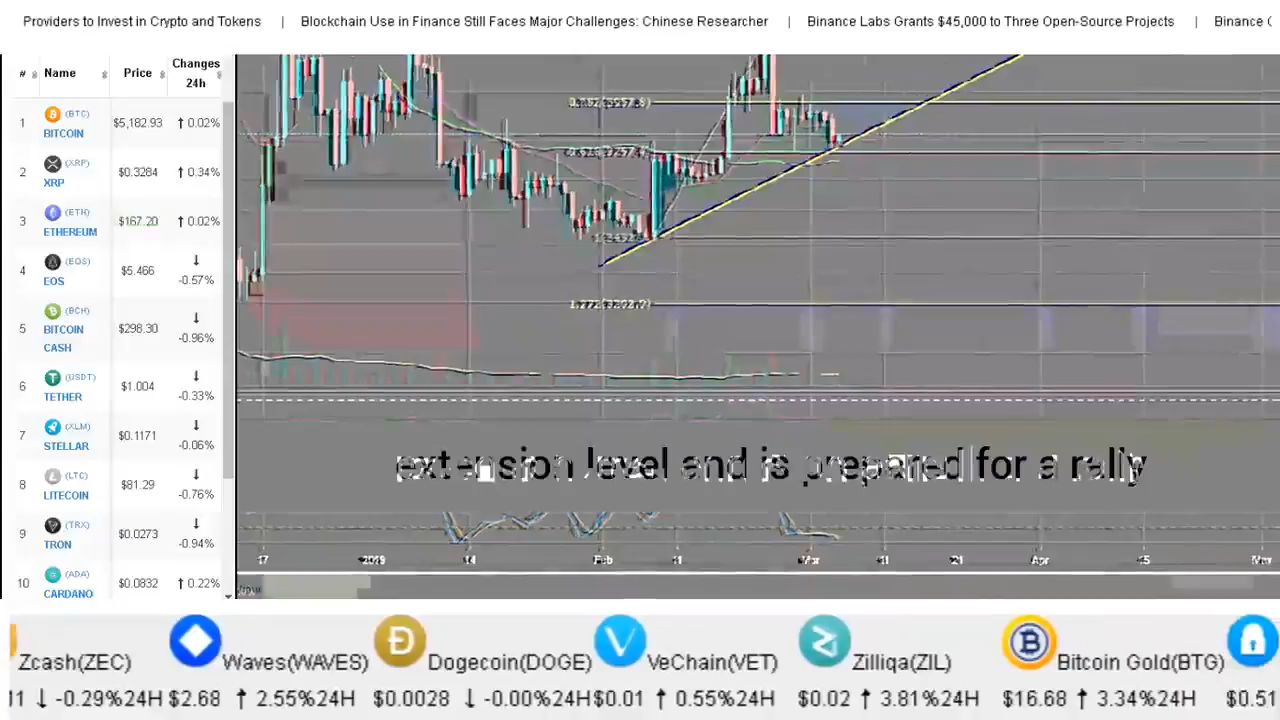 Providers to Invest in Crypto and Tokens | Blockchain Use in Finance Still Faces Major Challenges: Chinese Researcher | Binance Labs Grants $45,000 to Three Open-Source Projects | Binance
# Name Price Changes 24h
1 (BTC) BITCOIN $5,182.93 ↑ 0.02%
2 (XRP) XRP $0.3284 ↑ 0.34%
3 (ETH) ETHEREUM $167.20 ↑ 0.02%
4 (EOS) EOS $5.466 ↓ -0.57%
5 (BCH) BITCOIN CASH $298.30 ↓ -0.96%
6 (USDT) TETHER $1.004 ↓ -0.33%
7 (XLM) STELLAR $0.1171 ↓ -0.06%
8 (LTC) LITECOIN $81.29 ↓ -0.76%
9 (TRX) TRON $0.0273 ↓ -0.94%
10 (ADA) CARDANO $0.0832 ↑ 0.22%
extension level and is prepared for a rally
17 2019 14 Feb 11 Mar 11 21 Apr 15 May
Zcash(ZEC) Waves(WAVES) Dogecoin(DOGE) VeChain(VET) Zilliqa(ZIL) Bitcoin Gold(BTG)
↓ -0.29%24H $2.68 ↑ 2.55%24H $0.0028 ↓ -0.00%24H $0.01 ↑ 0.55%24H $0.02 ↑ 3.81%24H $16.68 ↑ 3.34%24H $0.51